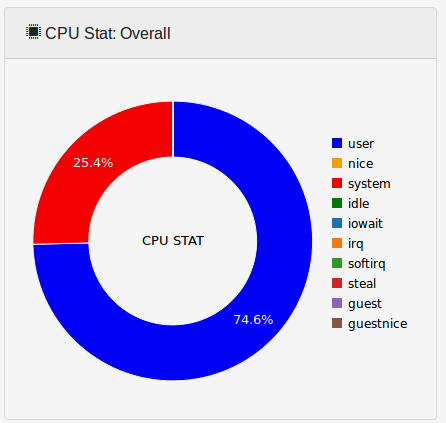 CPU Stat: Overall
25.4%
CPU STAT
74.6%
user
nice
system
idle
iowait
irq
softirq
steal
guest
guestnice